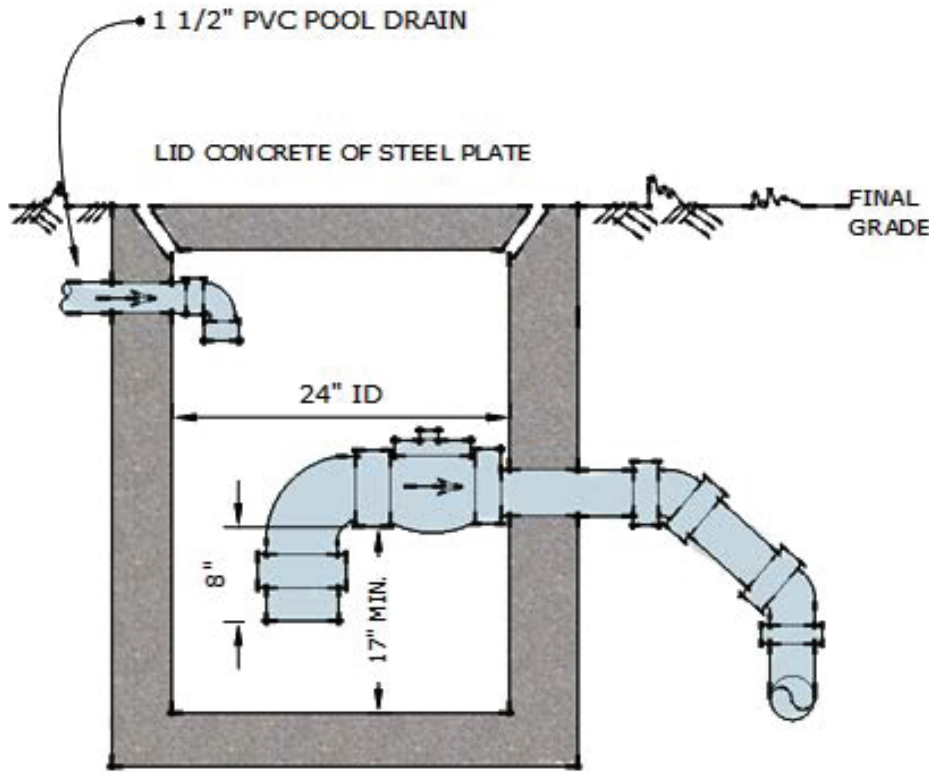 1 1/2" PVC POOL DRAIN
LID CONCRETE OF STEEL PLATE
FINAL
GRADE
24" ID
8"
17" MIN.